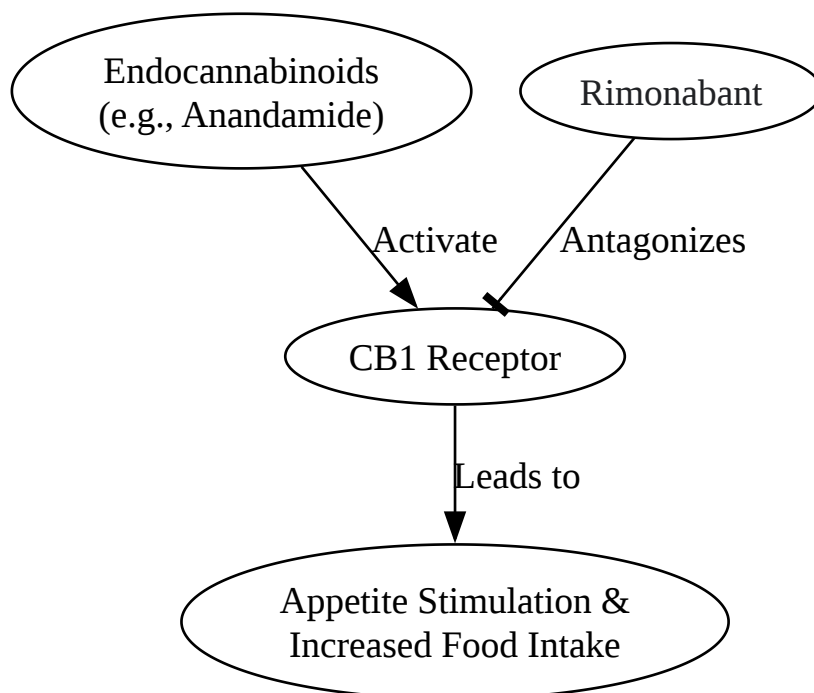 Endocannabinoids
(e.g., Anandamide)
Rimonabant
Activate
Antagonizes
CB1 Receptor
Leads to
Appetite Stimulation &
Increased Food Intake